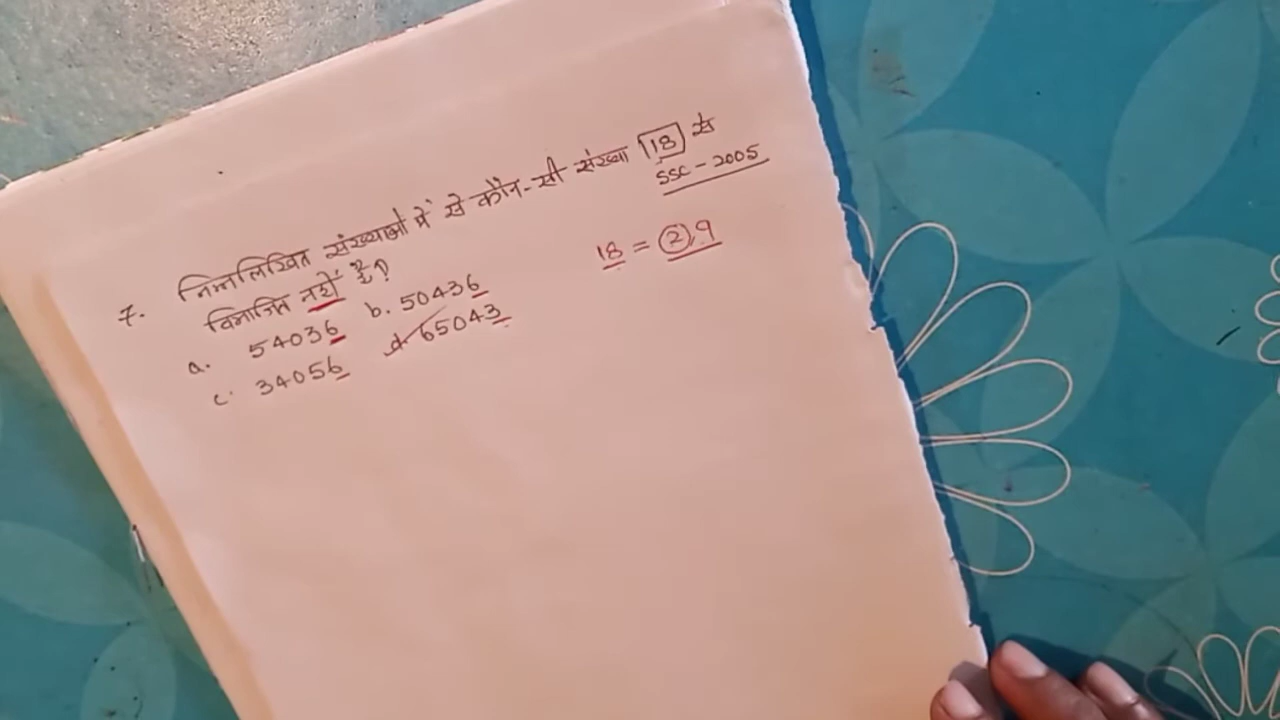 7. निम्नलिखित संख्याओं में से कौन-सी संख्या 18 से
विभाजित नहीं है?
SSC - 2005
a. 54036 b. 50436
c. 34056 d. 65043
18 = 2, 9